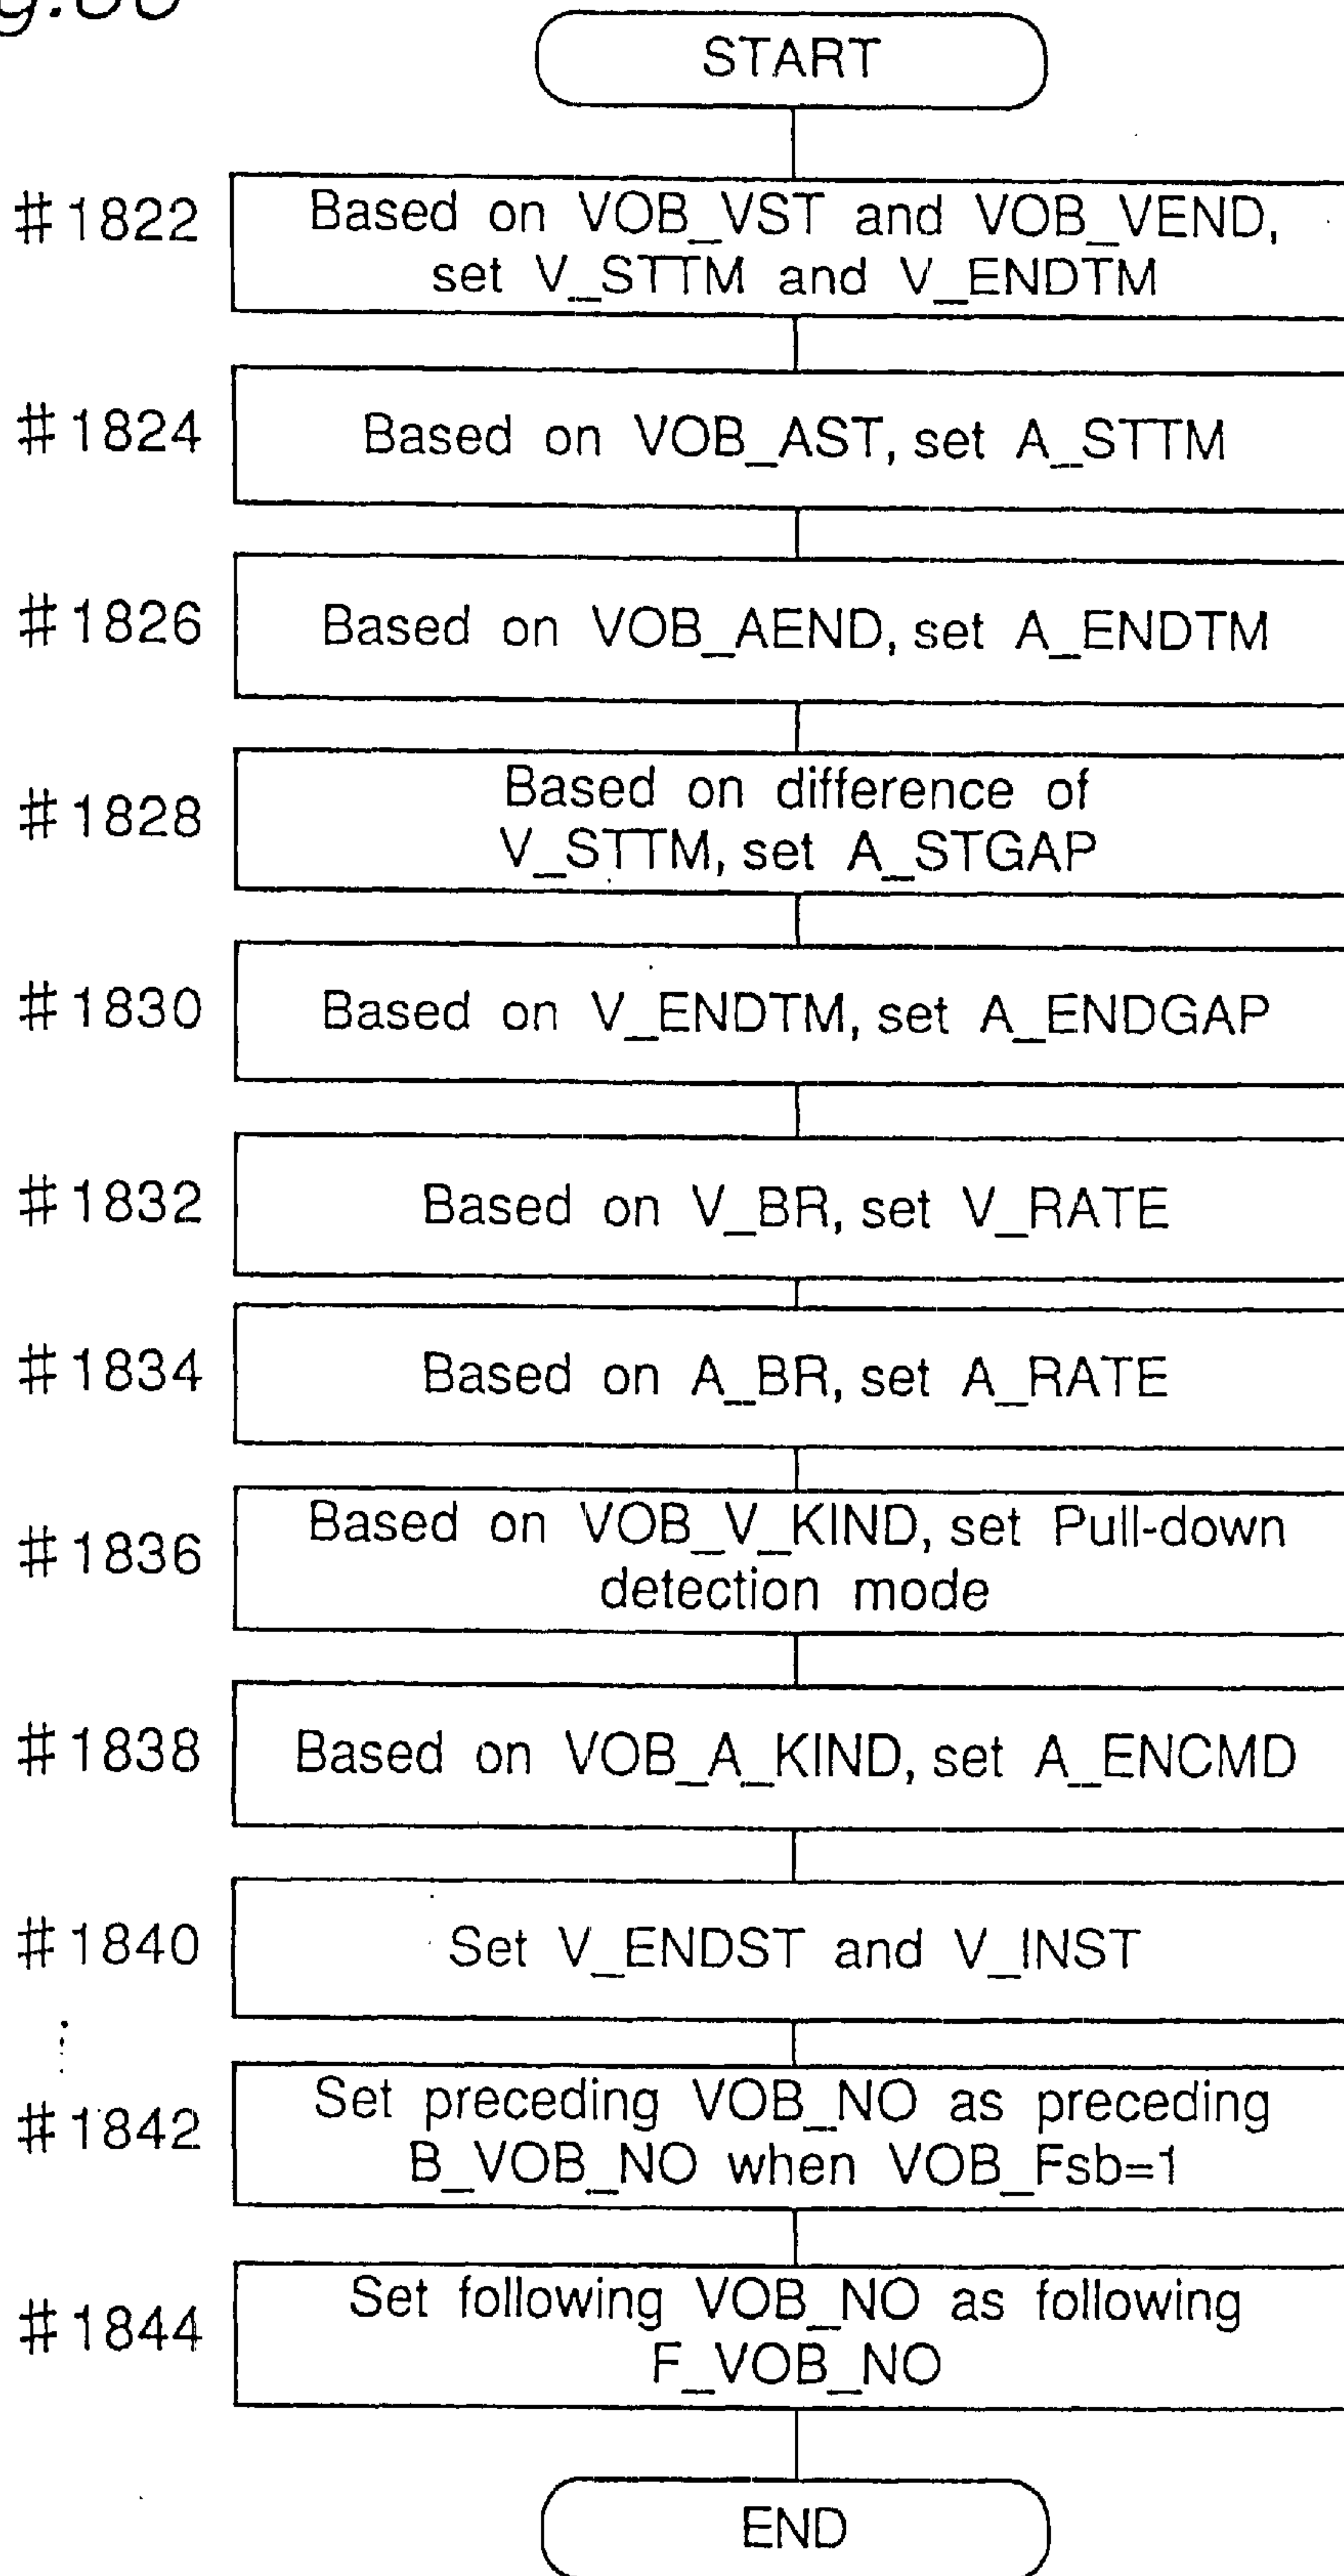 START
#1822
Based on VOB_VST and VOB_VEND,
set V_STTM and V_ENDTM
#1824
Based on VOB_AST, set A_STTM
#1826
Based on VOB_AEND, set A_ENDTM
#1828
Based on difference of
V_STTM, set A_STGAP
#1830
Based on V_ENDTM, set A_ENDGAP
#1832
Based on V_BR, set V_RATE
#1834
Based on A_BR, set A_RATE
#1836
Based on VOB_V_KIND, set Pull-down
detection mode
#1838
Based on VOB_A_KIND, set A_ENCMD
#1840
Set V_ENDST and V_INST
#1842
Set preceding VOB_NO as preceding
B_VOB_NO when VOB_Fsb=1
#1844
Set following VOB_NO as following
F_VOB_NO
END